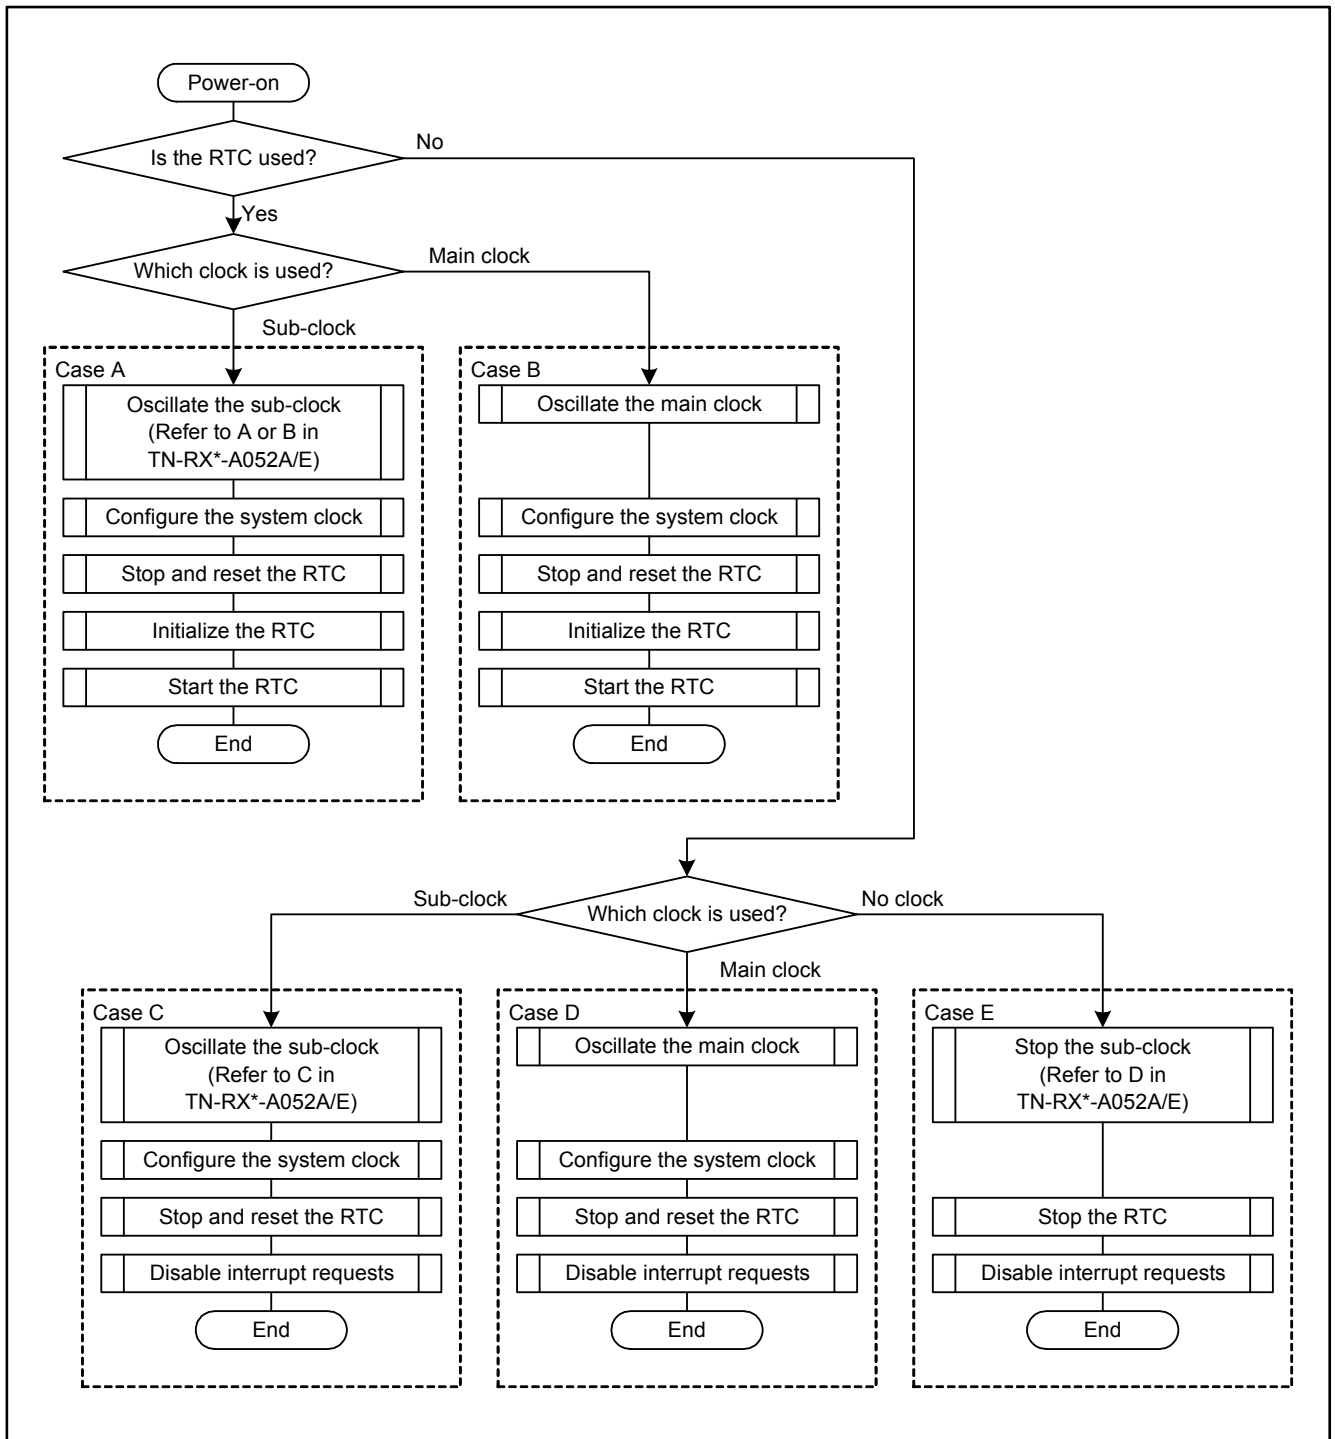 Power-on
Is the RTC used?
No
Yes
Which clock is used?
Main clock
Sub-clock
Case A
Oscillate the sub-clock
(Refer to A or B in
TN-RX*-A052A/E)
Configure the system clock
Stop and reset the RTC
Initialize the RTC
Start the RTC
End
Case B
Oscillate the main clock
Configure the system clock
Stop and reset the RTC
Initialize the RTC
Start the RTC
End
Which clock is used?
Sub-clock
No clock
Main clock
Case C
Oscillate the sub-clock
(Refer to C in
TN-RX*-A052A/E)
Configure the system clock
Stop and reset the RTC
Disable interrupt requests
End
Case D
Oscillate the main clock
Configure the system clock
Stop and reset the RTC
Disable interrupt requests
End
Case E
Stop the sub-clock
(Refer to D in
TN-RX*-A052A/E)
Stop the RTC
Disable interrupt requests
End